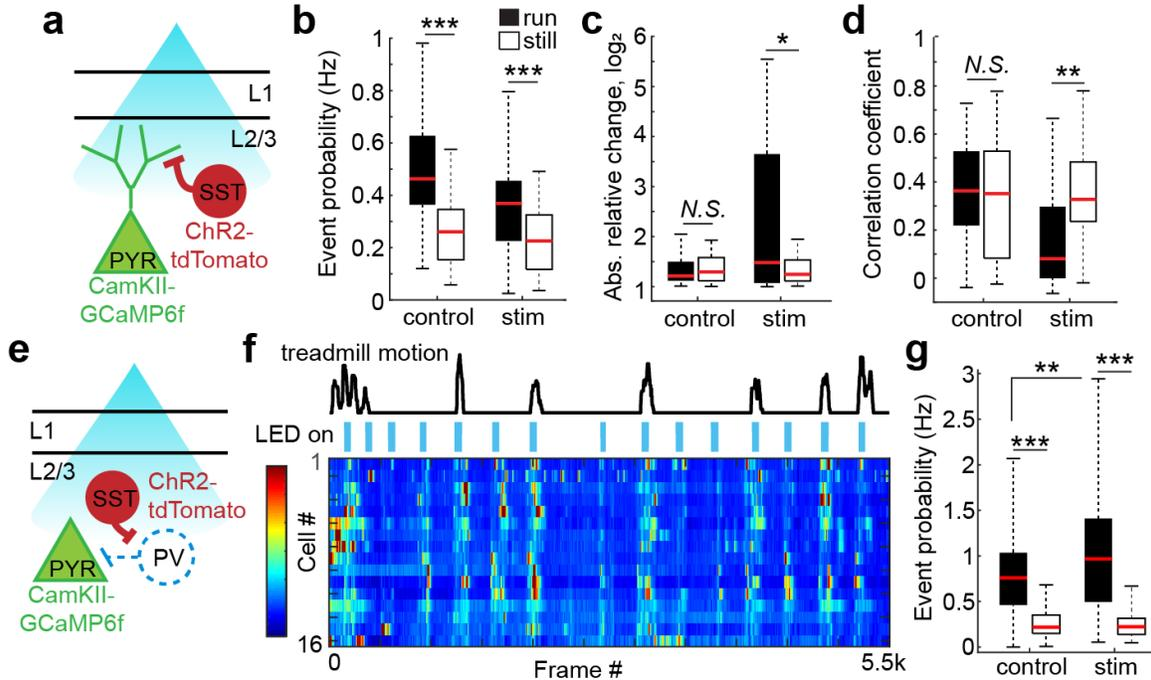 a
L1
L2/3
SST
ChR2-
tdTomato
PYR
CamKII-
GCaMP6f
b
run
still
Event probability (Hz)
1
0.8
0.6
0.4
0.2
0
***
***
control
stim
c
Abs. relative change, log₂
6
5
4
3
2
1
N.S.
*
control
stim
d
Correlation coefficient
1
0.8
0.6
0.4
0.2
0
N.S.
**
control
stim
e
L1
L2/3
SST
ChR2-
tdTomato
PV
PYR
CamKII-
GCaMP6f
f
treadmill motion
LED on
Cell #
1
16
0
5.5k
Frame #
g
Event probability (Hz)
3
2.5
2
1.5
1
0.5
0
**
***
***
control
stim